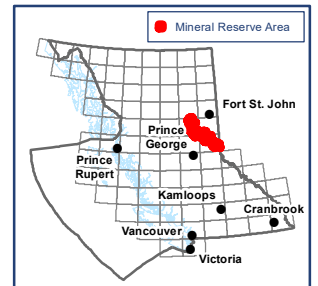 Mineral Reserve Area
Fort St. John
Prince
George
Prince
Rupert
Kamloops
Cranbrook
Vancouver
Victoria